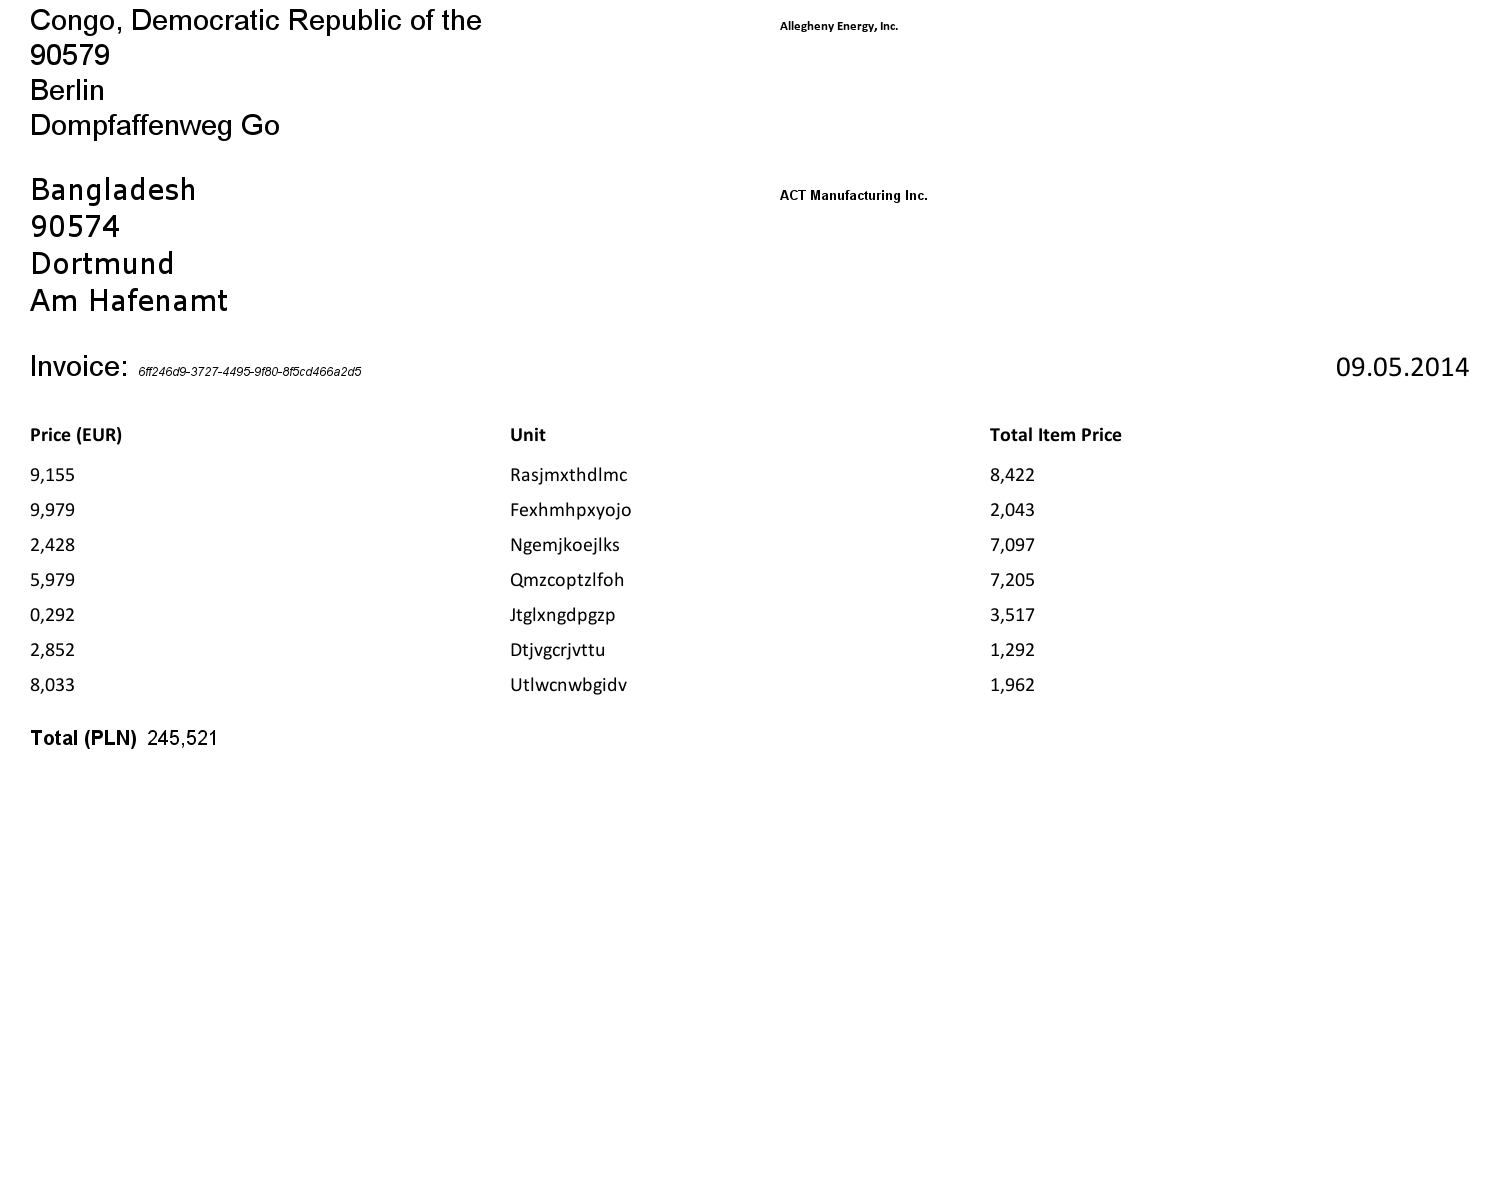 Congo, Democratic Republic of the
90579
Berlin
Dompfaffenweg Go
Allegheny Energy, Inc.
Bangladesh
90574
Dortmund
Am Hafenamt
ACT Manufacturing Inc.
Invoice: 6ff246d9-3727-4495-9f80-8f5cd466a2d5 09.05.2014
Price (EUR) Unit Total Item Price
9,155 Rasjmxthdlmc 8,422
9,979 Fexhmhpxyojo 2,043
2,428 Ngemjkoejlks 7,097
5,979 Qmzcoptzlfoh 7,205
0,292 Jtglxngdpgzp 3,517
2,852 Dtjvgcrjvttu 1,292
8,033 Utlwcnwbgidv 1,962
Total (PLN) 245,521